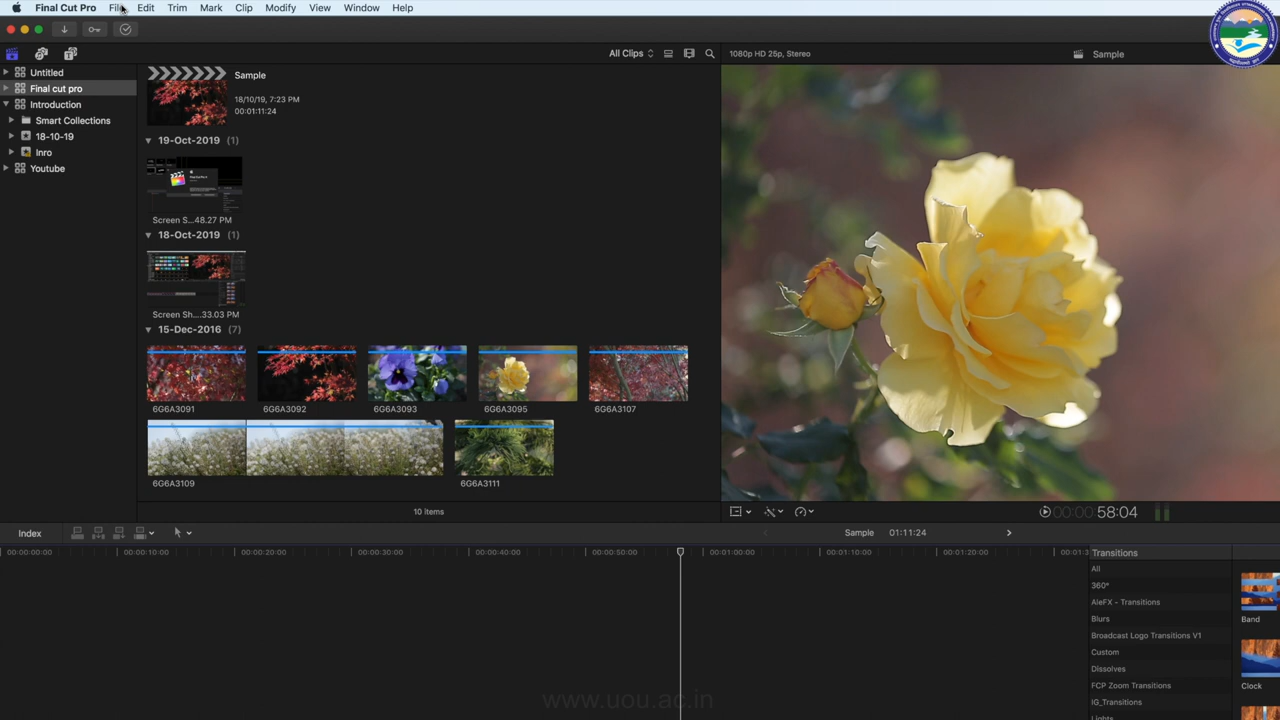 Final Cut Pro File Edit Trim Mark Clip Modify View Window Help
All Clips
1080p HD 25p, Stereo
Sample
Untitled
Final cut pro
Introduction
Smart Collections
18-10-19
Inro
Youtube
Sample
18/10/19, 7:23 PM
00:01:11:24
19-Oct-2019 (1)
Screen S...48.27 PM
18-Oct-2019 (1)
Screen Sh....33.03 PM
15-Dec-2016 (7)
6G6A3091 6G6A3092 6G6A3093 6G6A3095 6G6A3107
6G6A3109 6G6A3111
10 items
00:00:58:04
Index
Sample 01:11:24
00:00:00:00 00:00:10:00 00:00:20:00 00:00:30:00 00:00:40:00 00:00:50:00 00:01:00:00 00:01:10:00 00:01:20:00 00:01:3
Transitions
All
360°
AleFX - Transitions
Blurs
Broadcast Logo Transitions V1
Custom
Dissolves
FCP Zoom Transitions
IG_Transitions
Lights
Band
Clock
www.uou.ac.in